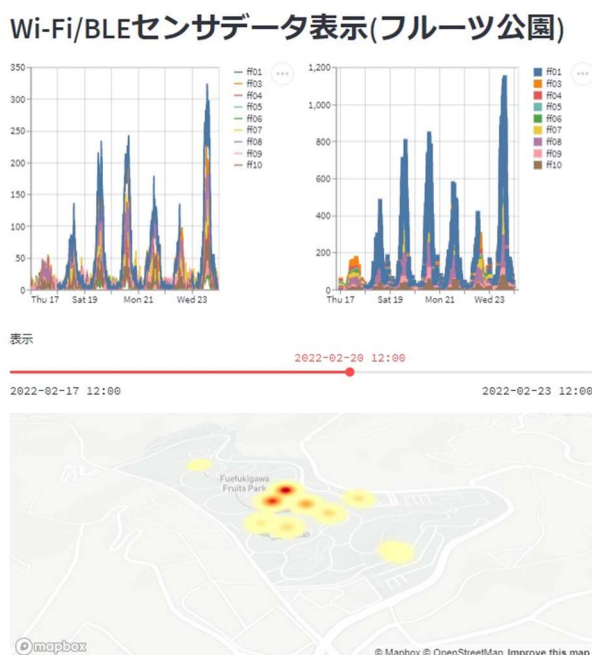 Wi-Fi/BLEセンサデータ表示(フルーツ公園)
350
300
250
200
150
100
50
0
Thu 17 Sat 19 Mon 21 Wed 23
ff01
ff03
ff04
ff05
ff06
ff07
ff08
ff09
ff10
1,200
1,000
800
600
400
200
0
Thu 17 Sat 19 Mon 21 Wed 23
ff01
ff03
ff04
ff05
ff06
ff07
ff08
ff09
ff10
表示
2022-02-20 12:00
2022-02-17 12:00 2022-02-23 12:00
Fuefukigawa
Fruits Park
mapbox
© Mapbox © OpenStreetMap Improve this map